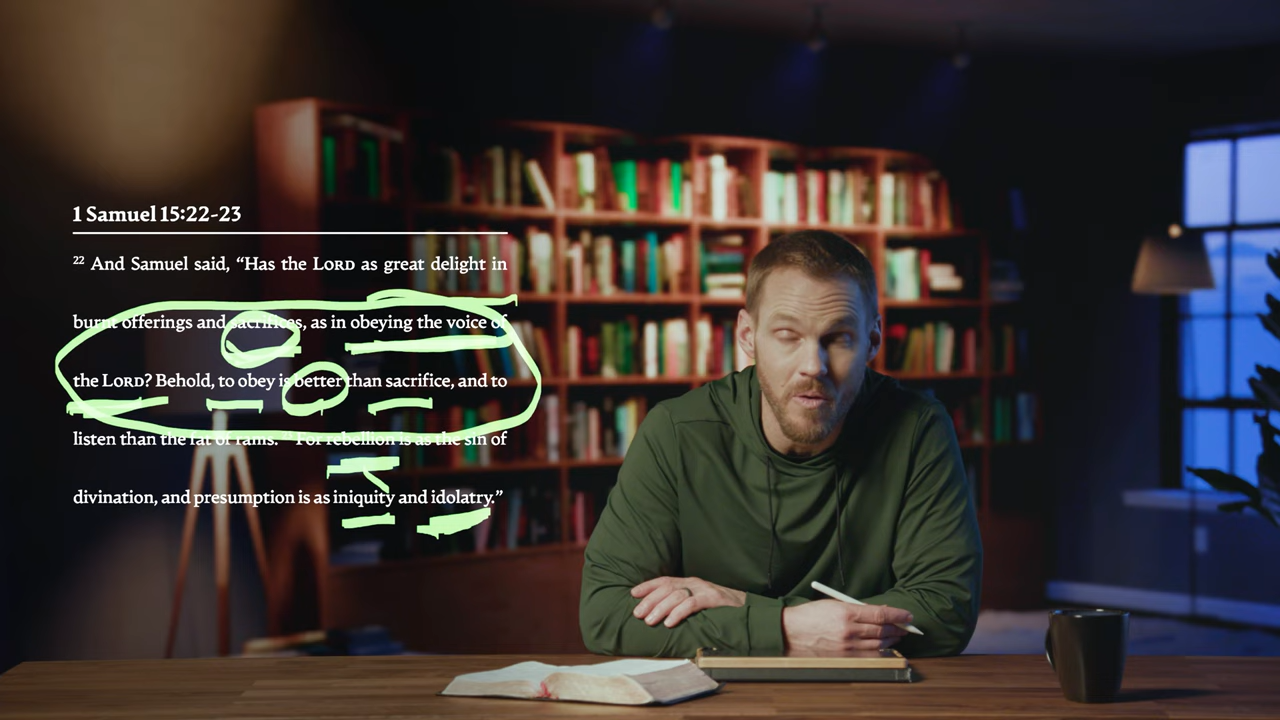 1 Samuel 15:22-23
²² And Samuel said, “Has the LORD as great delight in
burnt offerings and sacrifices, as in obeying the voice of
the LORD? Behold, to obey is better than sacrifice, and to
listen than the fat of rams. ²³ For rebellion is as the sin of
divination, and presumption is as iniquity and idolatry.”